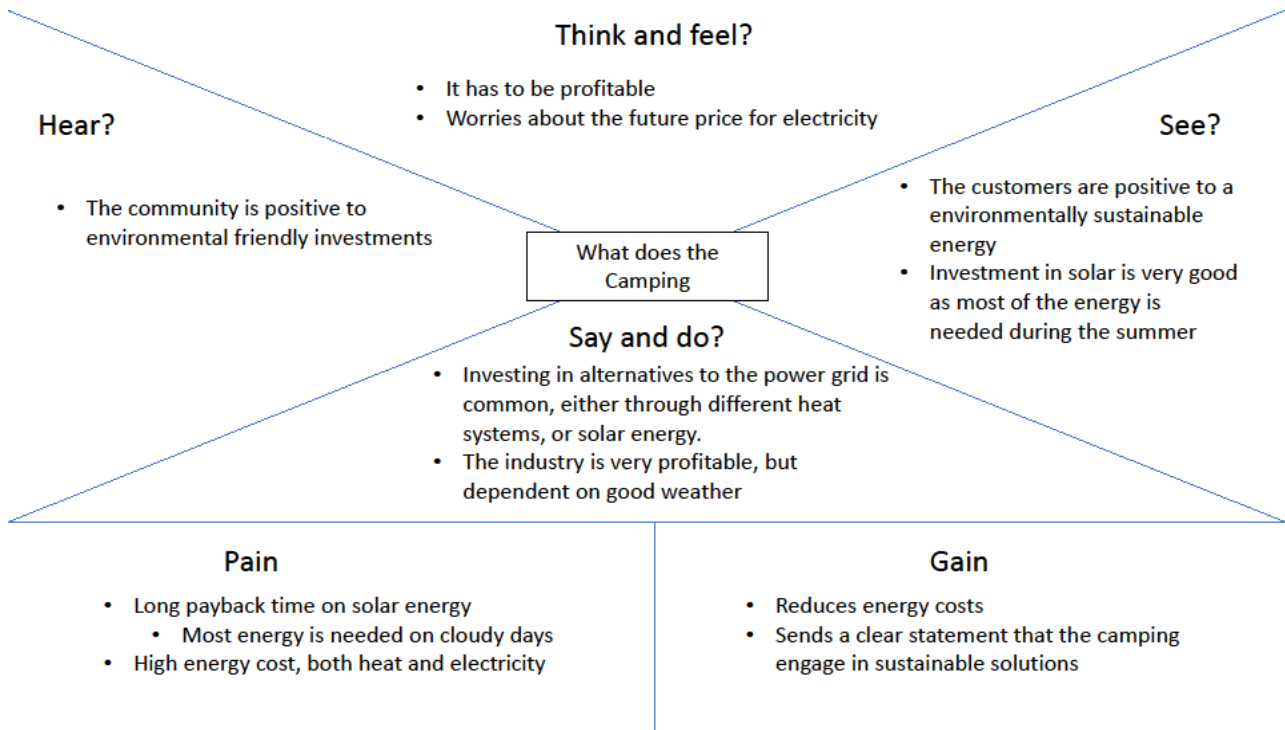 Think and feel?
• It has to be profitable
• Worries about the future price for electricity
Hear?
• The community is positive to
environmental friendly investments
See?
• The customers are positive to a
environmentally sustainable
energy
• Investment in solar is very good
as most of the energy is
needed during the summer
What does the
Camping
Say and do?
• Investing in alternatives to the power grid is
common, either through different heat
systems, or solar energy.
• The industry is very profitable, but
dependent on good weather
Pain
• Long payback time on solar energy
• Most energy is needed on cloudy days
• High energy cost, both heat and electricity
Gain
• Reduces energy costs
• Sends a clear statement that the camping
engage in sustainable solutions